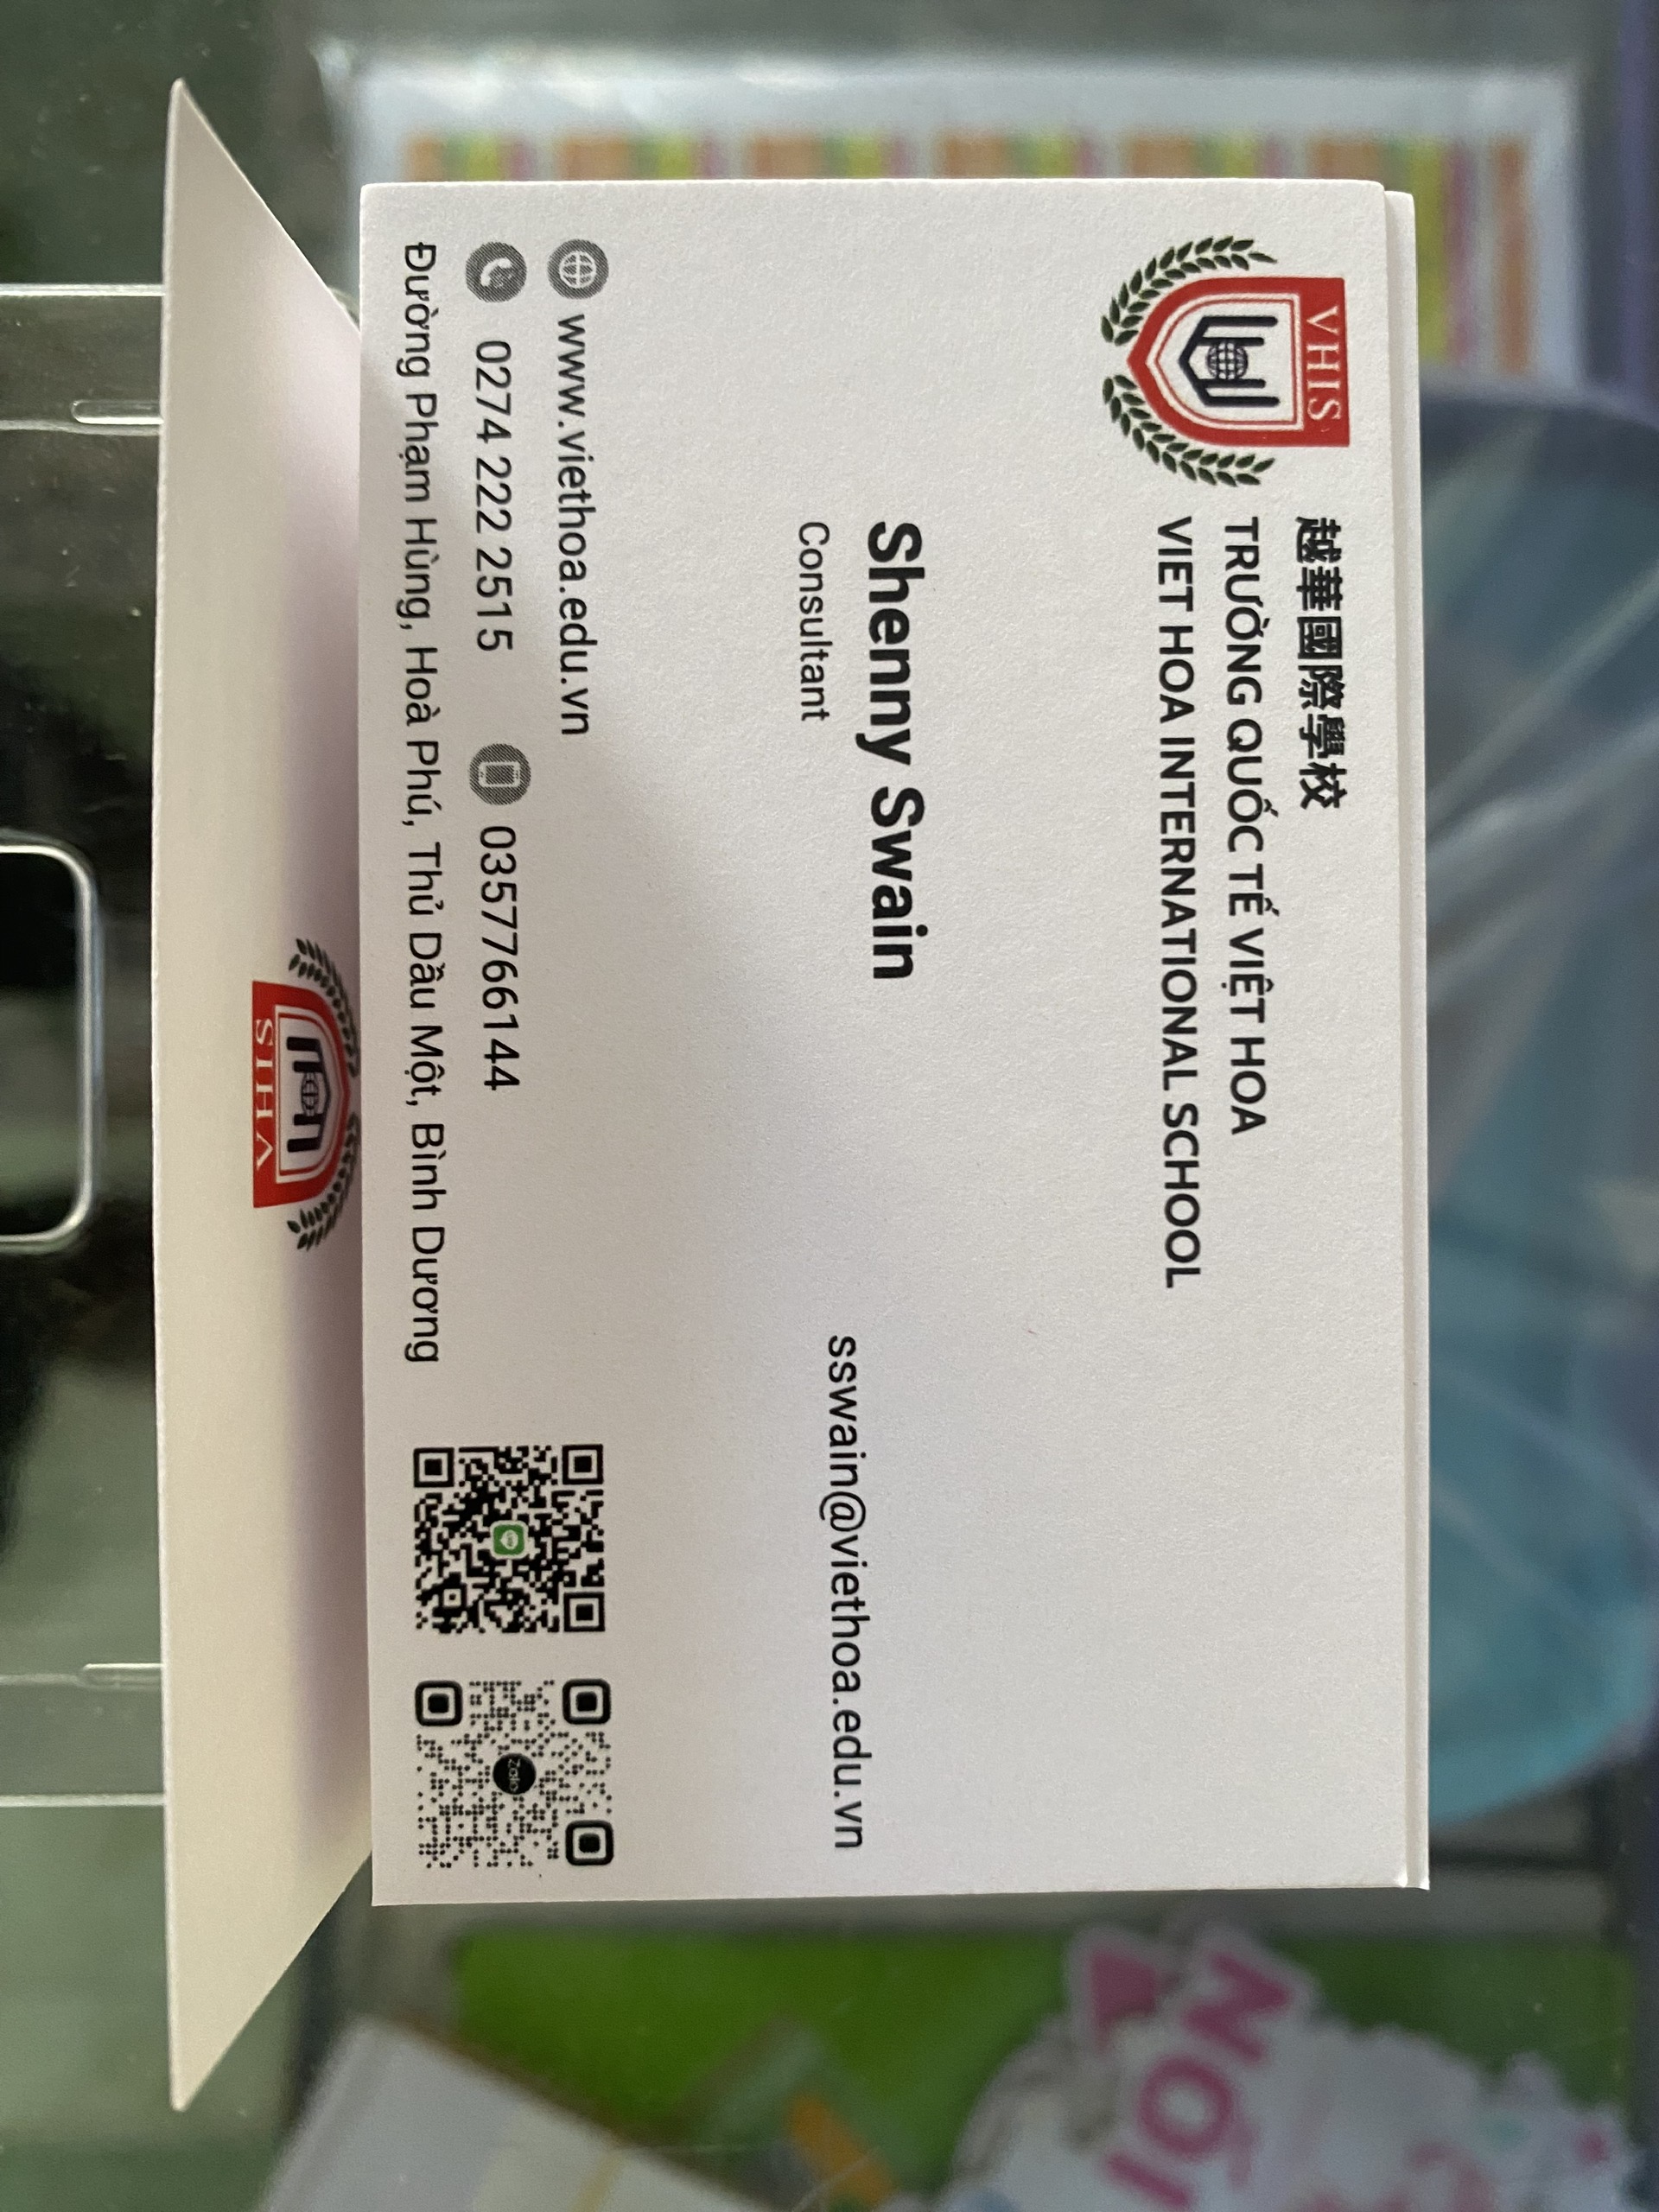 VHIS
越華國際學校
TRƯỜNG QUỐC TẾ VIỆT HOA
VIET HOA INTERNATIONAL SCHOOL
Shenny Swain
Consultant
sswain@viethoa.edu.vn
www.viethoa.edu.vn
0274 222 2515 0357766144
Đường Phạm Hùng, Hoà Phú, Thủ Dầu Một, Bình Dương
Zalo
VHIS
NOI